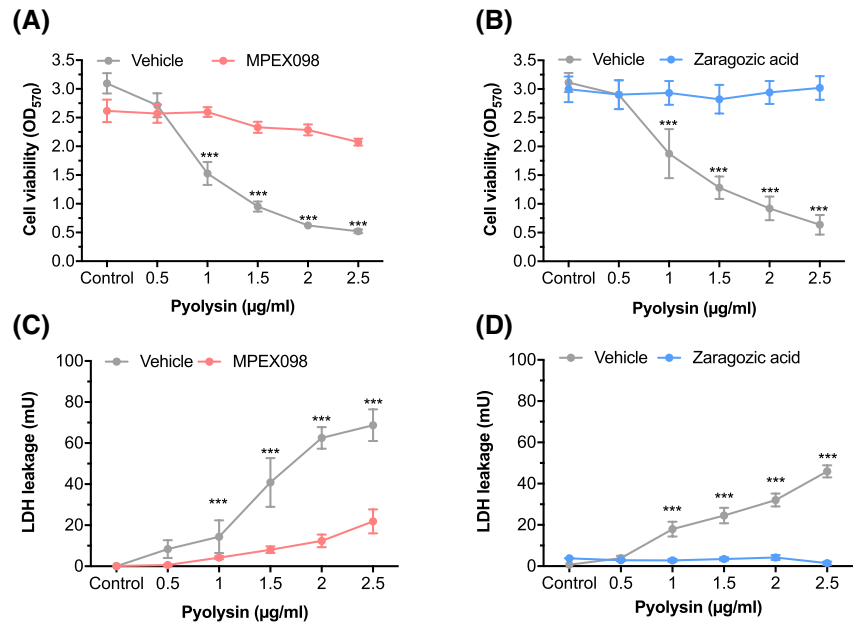 (A)
Vehicle MPEX098
Cell viability (OD570)
3.5
3.0
2.5
2.0
1.5
1.0
0.5
0.0
***
***
***
***
Control 0.5 1 1.5 2 2.5
Pyolysin (µg/ml)
(B)
Vehicle Zaragozic acid
Cell viability (OD570)
3.5
3.0
2.5
2.0
1.5
1.0
0.5
0.0
***
***
***
***
Control 0.5 1 1.5 2 2.5
Pyolysin (µg/ml)
(C)
Vehicle MPEX098
LDH leakage (mU)
100
80
60
40
20
0
***
***
***
***
Control 0.5 1 1.5 2 2.5
Pyolysin (µg/ml)
(D)
Vehicle Zaragozic acid
LDH leakage (mU)
100
80
60
40
20
0
***
***
***
***
Control 0.5 1 1.5 2 2.5
Pyolysin (µg/ml)